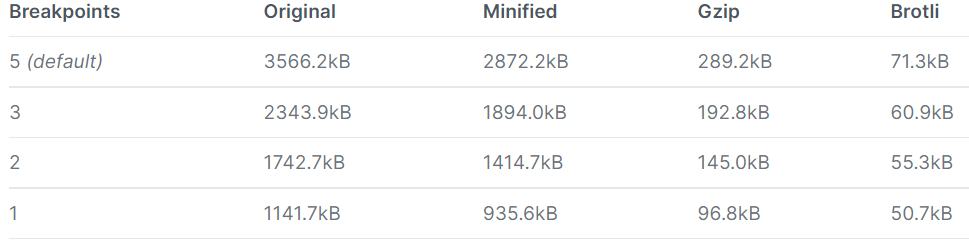 Breakpoints Original Minified Gzip Brotli
5 (default) 3566.2kB 2872.2kB 289.2kB 71.3kB
3 2343.9kB 1894.0kB 192.8kB 60.9kB
2 1742.7kB 1414.7kB 145.0kB 55.3kB
1 1141.7kB 935.6kB 96.8kB 50.7kB